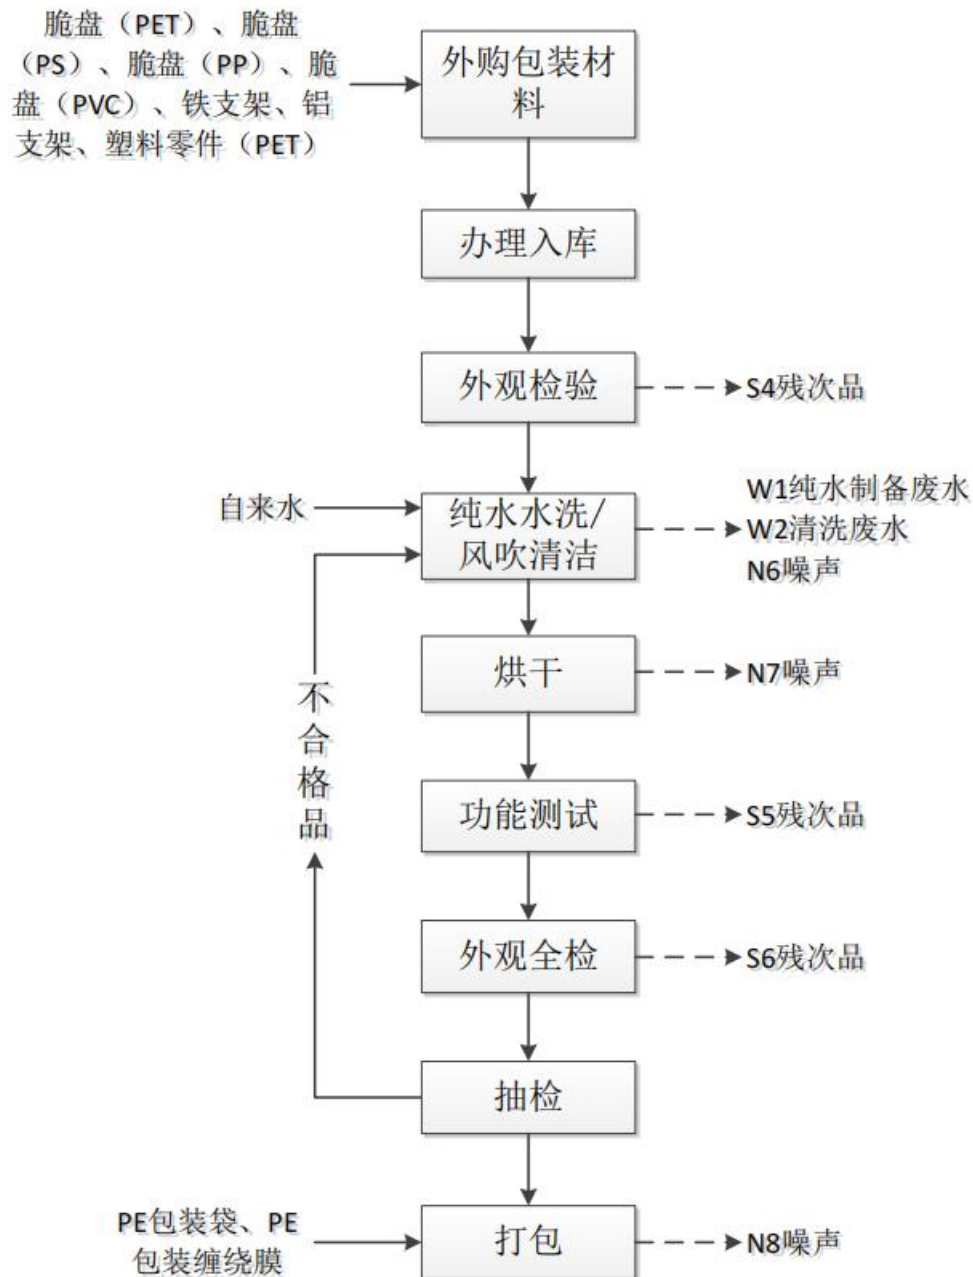 脆盘（PET）、脆盘
（PS）、脆盘（PP）、脆
盘（PVC）、铁支架、铝
支架、塑料零件（PET）
外购包装材
料
办理入库
外观检验
S4残次品
自来水
纯水水洗/
风吹清洁
W1纯水制备废水
W2清洗废水
N6噪声
烘干
N7噪声
不
合
格
品
功能测试
S5残次品
外观全检
S6残次品
抽检
PE包装袋、PE
包装缠绕膜
打包
N8噪声